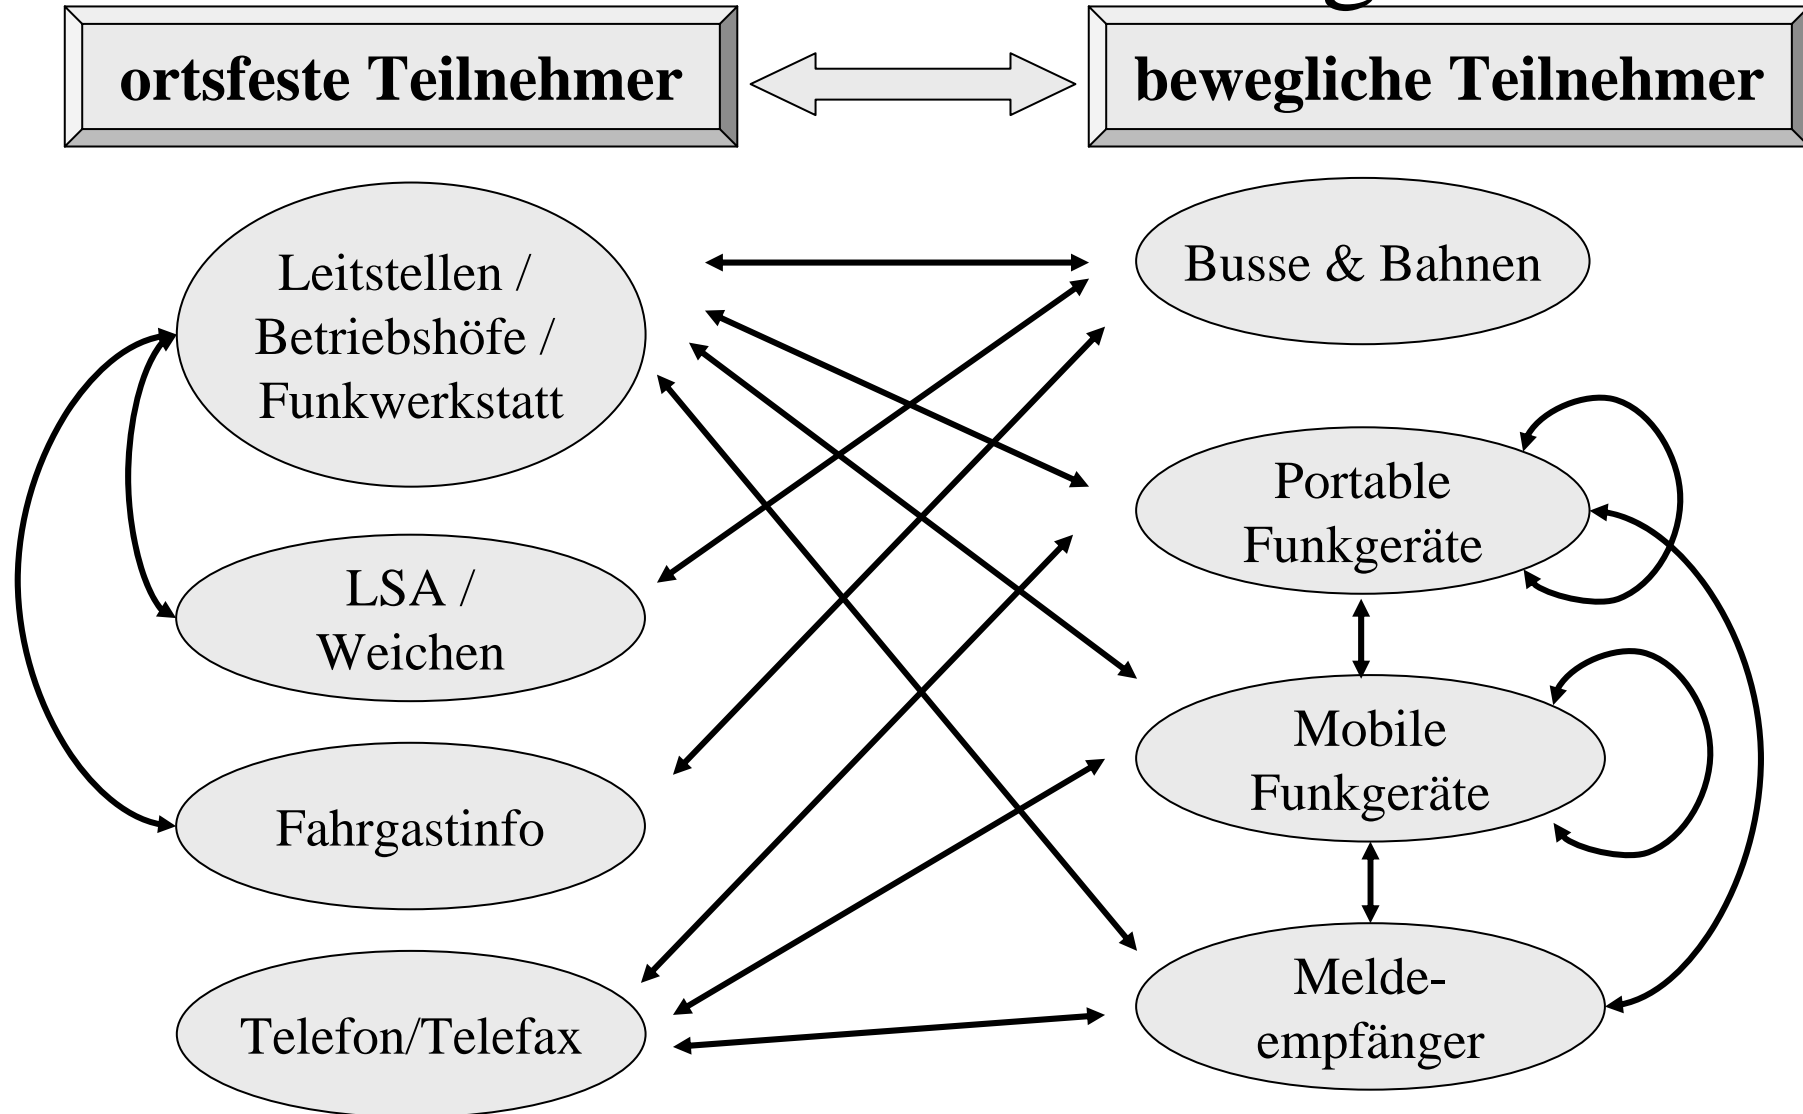 ortsfeste Teilnehmer
bewegliche Teilnehmer
Leitstellen /
Betriebshöfe /
Funkwerkstatt
LSA /
Weichen
Fahrgastinfo
Telefon/Telefax
Busse & Bahnen
Portable
Funkgeräte
Mobile
Funkgeräte
Melde-
empfänger